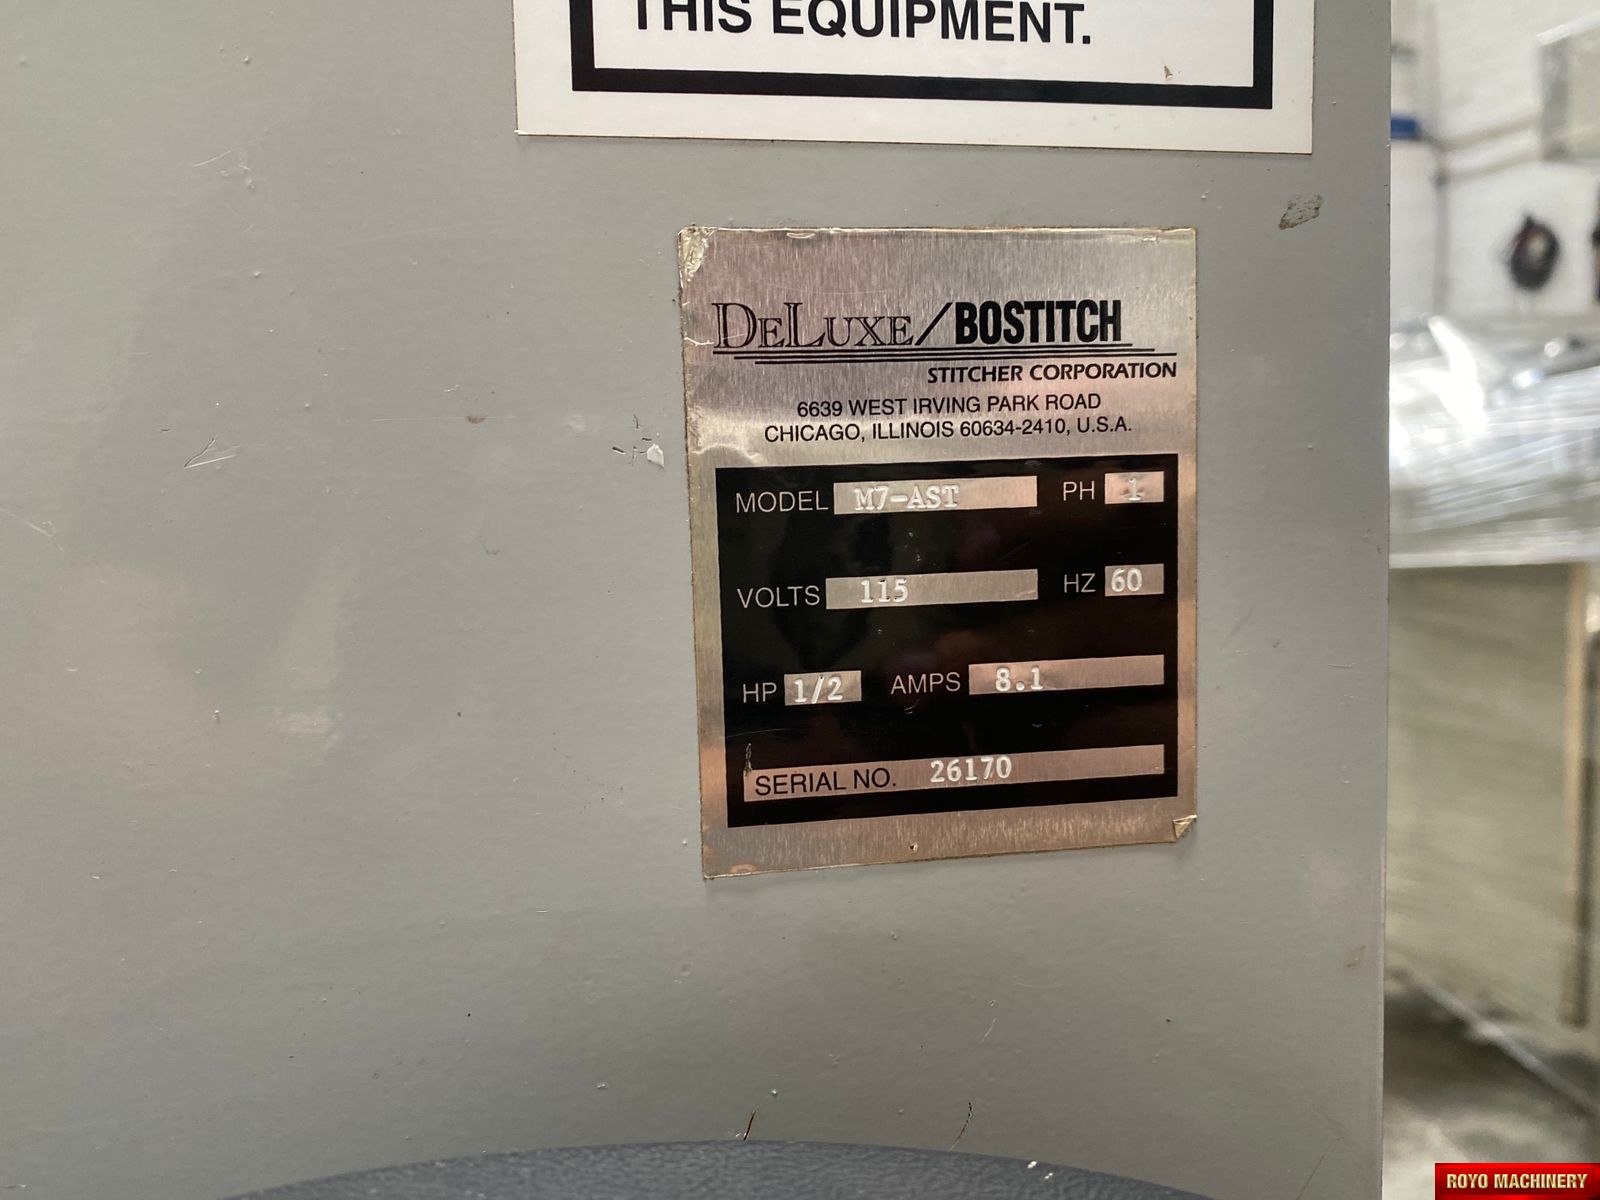 THIS EQUIPMENT.
DELUXE/BOSTITCH
STITCHER CORPORATION
6639 WEST IRVING PARK ROAD
CHICAGO, ILLINOIS 60634-2410, U.S.A.
MODEL M7-AST PH 1
VOLTS 115 HZ 60
HP 1/2 AMPS 8.1
SERIAL NO. 26170
ROYO MACHINERY